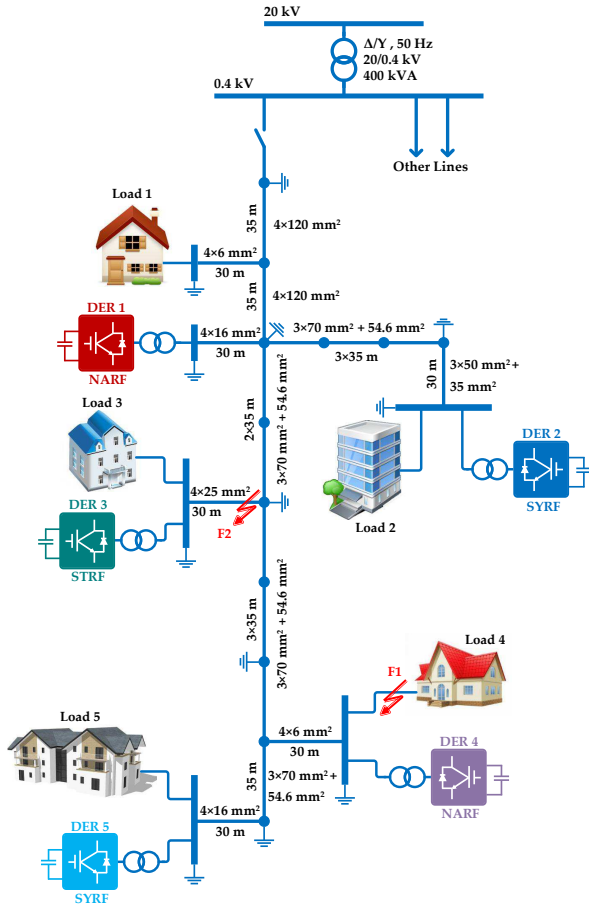 20 kV
Δ/Y , 50 Hz
20/0.4 kV
400 kVA
0.4 kV
Other Lines
35 m
4×120 mm²
Load 1
4×6 mm²
30 m
35 m
4×120 mm²
DER 1
NARF
4×16 mm²
30 m
3×70 mm² + 54.6 mm²
3×35 m
30 m
3×50 mm²+
35 mm²
Load 2
DER 2
SYRF
2×35 m
3×70 mm² + 54.6 mm²
Load 3
DER 3
STRF
4×25 mm²
30 m
F2
3×35 m
3×70 mm² + 54.6 mm²
Load 4
F1
4×6 mm²
30 m
DER 4
NARF
35 m
3×70 mm²+
54.6 mm²
Load 5
4×16 mm²
30 m
DER 5
SYRF